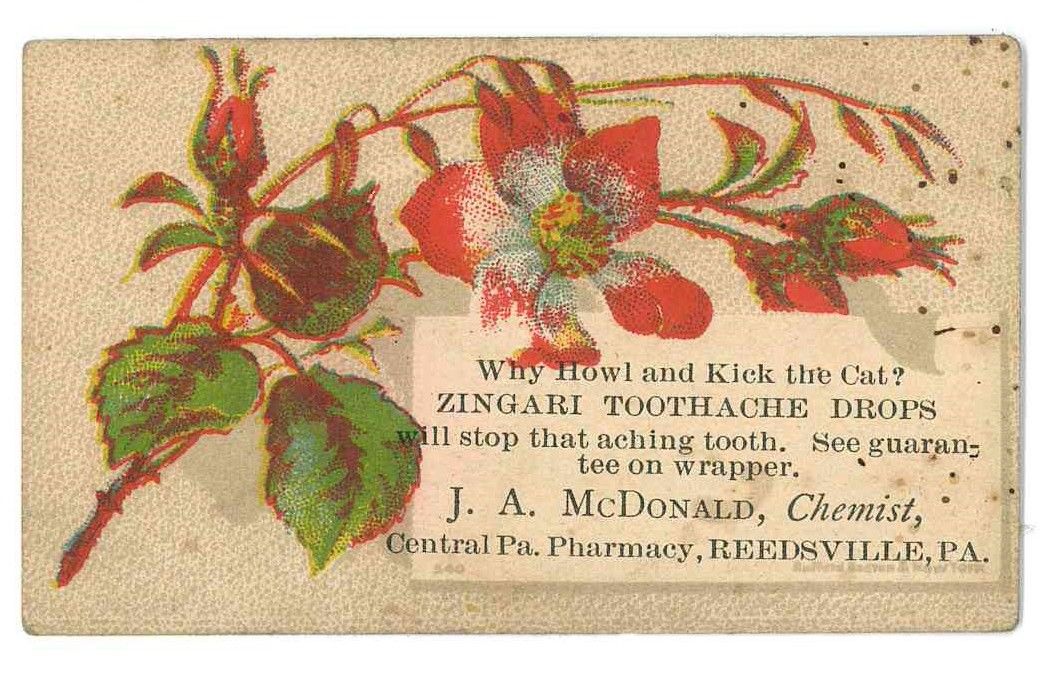 Why Howl and Kick the Cat?
ZINGARI TOOTHACHE DROPS
will stop that aching tooth. See guaran-
tee on wrapper.
J. A. McDonald, Chemist,
Central Pa. Pharmacy, REEDSVILLE, PA.